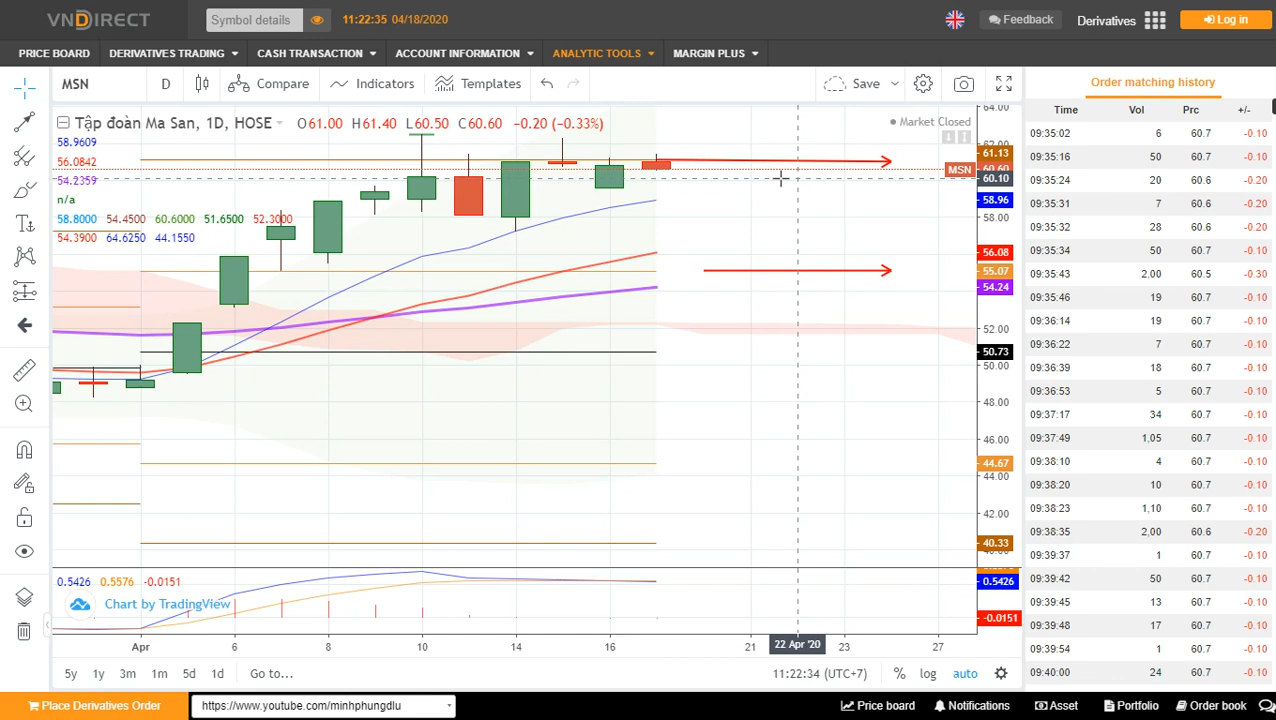 VNDIRECT
Symbol details
11:22:35 04/18/2020
Feedback
Derivatives
Log in
PRICE BOARD
DERIVATIVES TRADING
CASH TRANSACTION
ACCOUNT INFORMATION
ANALYTIC TOOLS
MARGIN PLUS
MSN
D
Compare
Indicators
Templates
Save
Order matching history
Tập đoàn Ma San, 1D, HOSE
O61.00 H61.40 L60.50 C60.60 -0.20 (-0.33%)
Market Closed
58.9609
56.0842
54.2359
n/a
58.8000 54.4500 60.6000 51.6500 52.3000
54.3900 64.6250 44.1550
64.00
62.00
61.13
MSN 60.60
60.10
58.96
58.00
56.08
55.07
54.24
52.00
50.73
50.00
48.00
46.00
44.67
44.00
42.00
40.33
0.5426 0.5576 -0.0151
0.5426
-0.0151
Chart by TradingView
Apr 6 8 10 14 16 21 22 Apr '20 23 27
5y 1y 3m 1m 5d 1d Go to...
11:22:34 (UTC+7) % log auto
Time Vol Prc +/-
09:35:02 6 60.7 -0.10
09:35:16 50 60.7 -0.10
09:35:24 20 60.6 -0.20
09:35:31 7 60.6 -0.20
09:35:32 28 60.6 -0.20
09:35:34 50 60.7 -0.10
09:35:43 2,00 60.5 -0.30
09:35:46 19 60.7 -0.10
09:36:14 19 60.7 -0.10
09:36:22 7 60.7 -0.10
09:36:39 18 60.7 -0.10
09:36:53 5 60.7 -0.10
09:37:17 34 60.7 -0.10
09:37:49 1,05 60.7 -0.10
09:38:10 4 60.7 -0.10
09:38:20 10 60.7 -0.10
09:38:23 1,10 60.7 -0.10
09:38:35 2,00 60.6 -0.20
09:39:37 1 60.7 -0.10
09:39:42 50 60.7 -0.10
09:39:45 13 60.7 -0.10
09:39:48 17 60.7 -0.10
09:39:54 1 60.7 -0.10
09:40:00 24 60.7 -0.10
Place Derivatives Order
https://www.youtube.com/minhphungdlu
Price board
Notifications
Asset
Portfolio
Order book